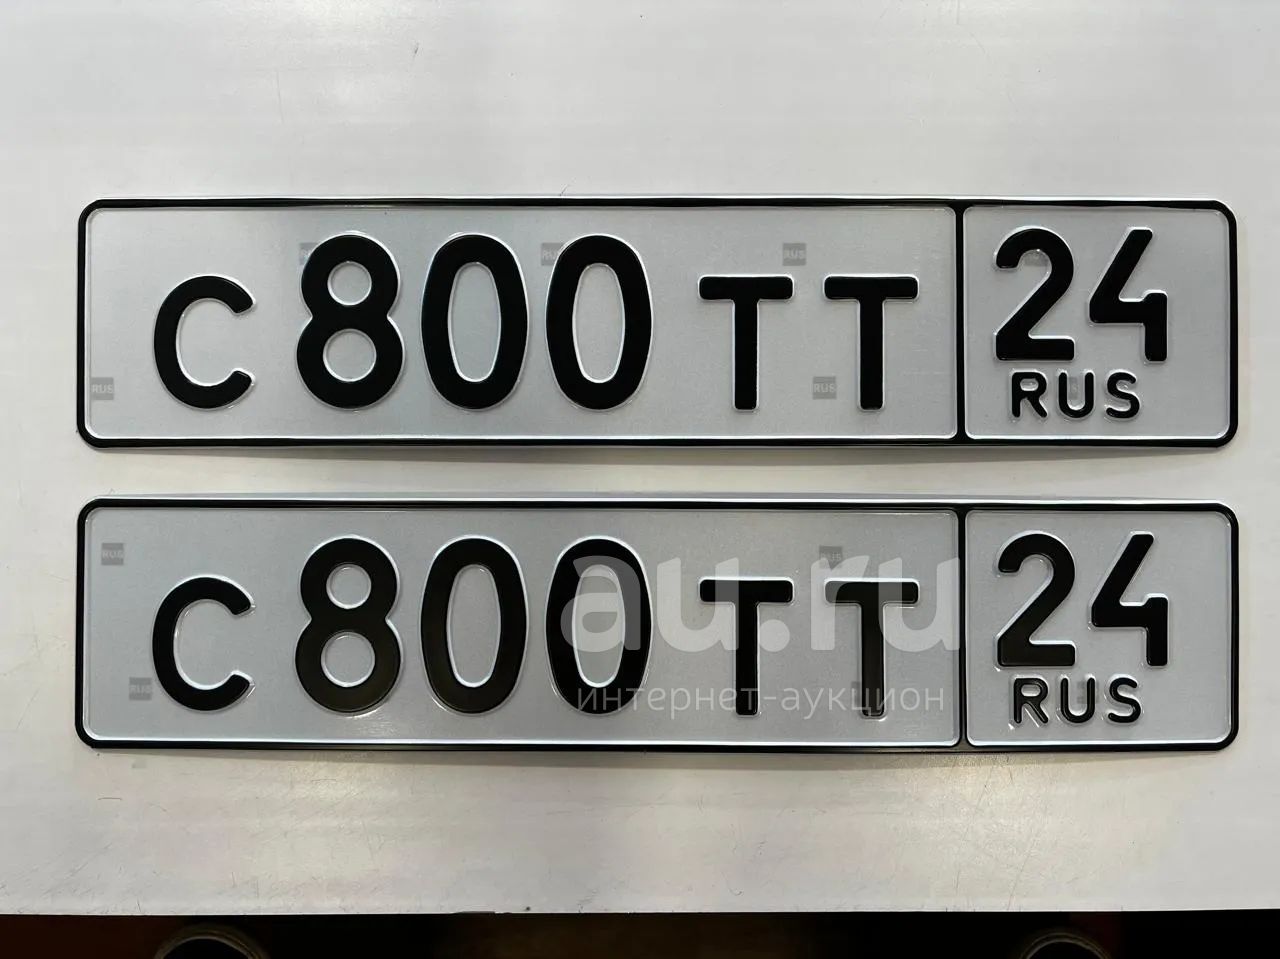 С 800 ТТ 24
RUS
С 800 ТТ 24
RUS
au.ru
интернет-аукцион